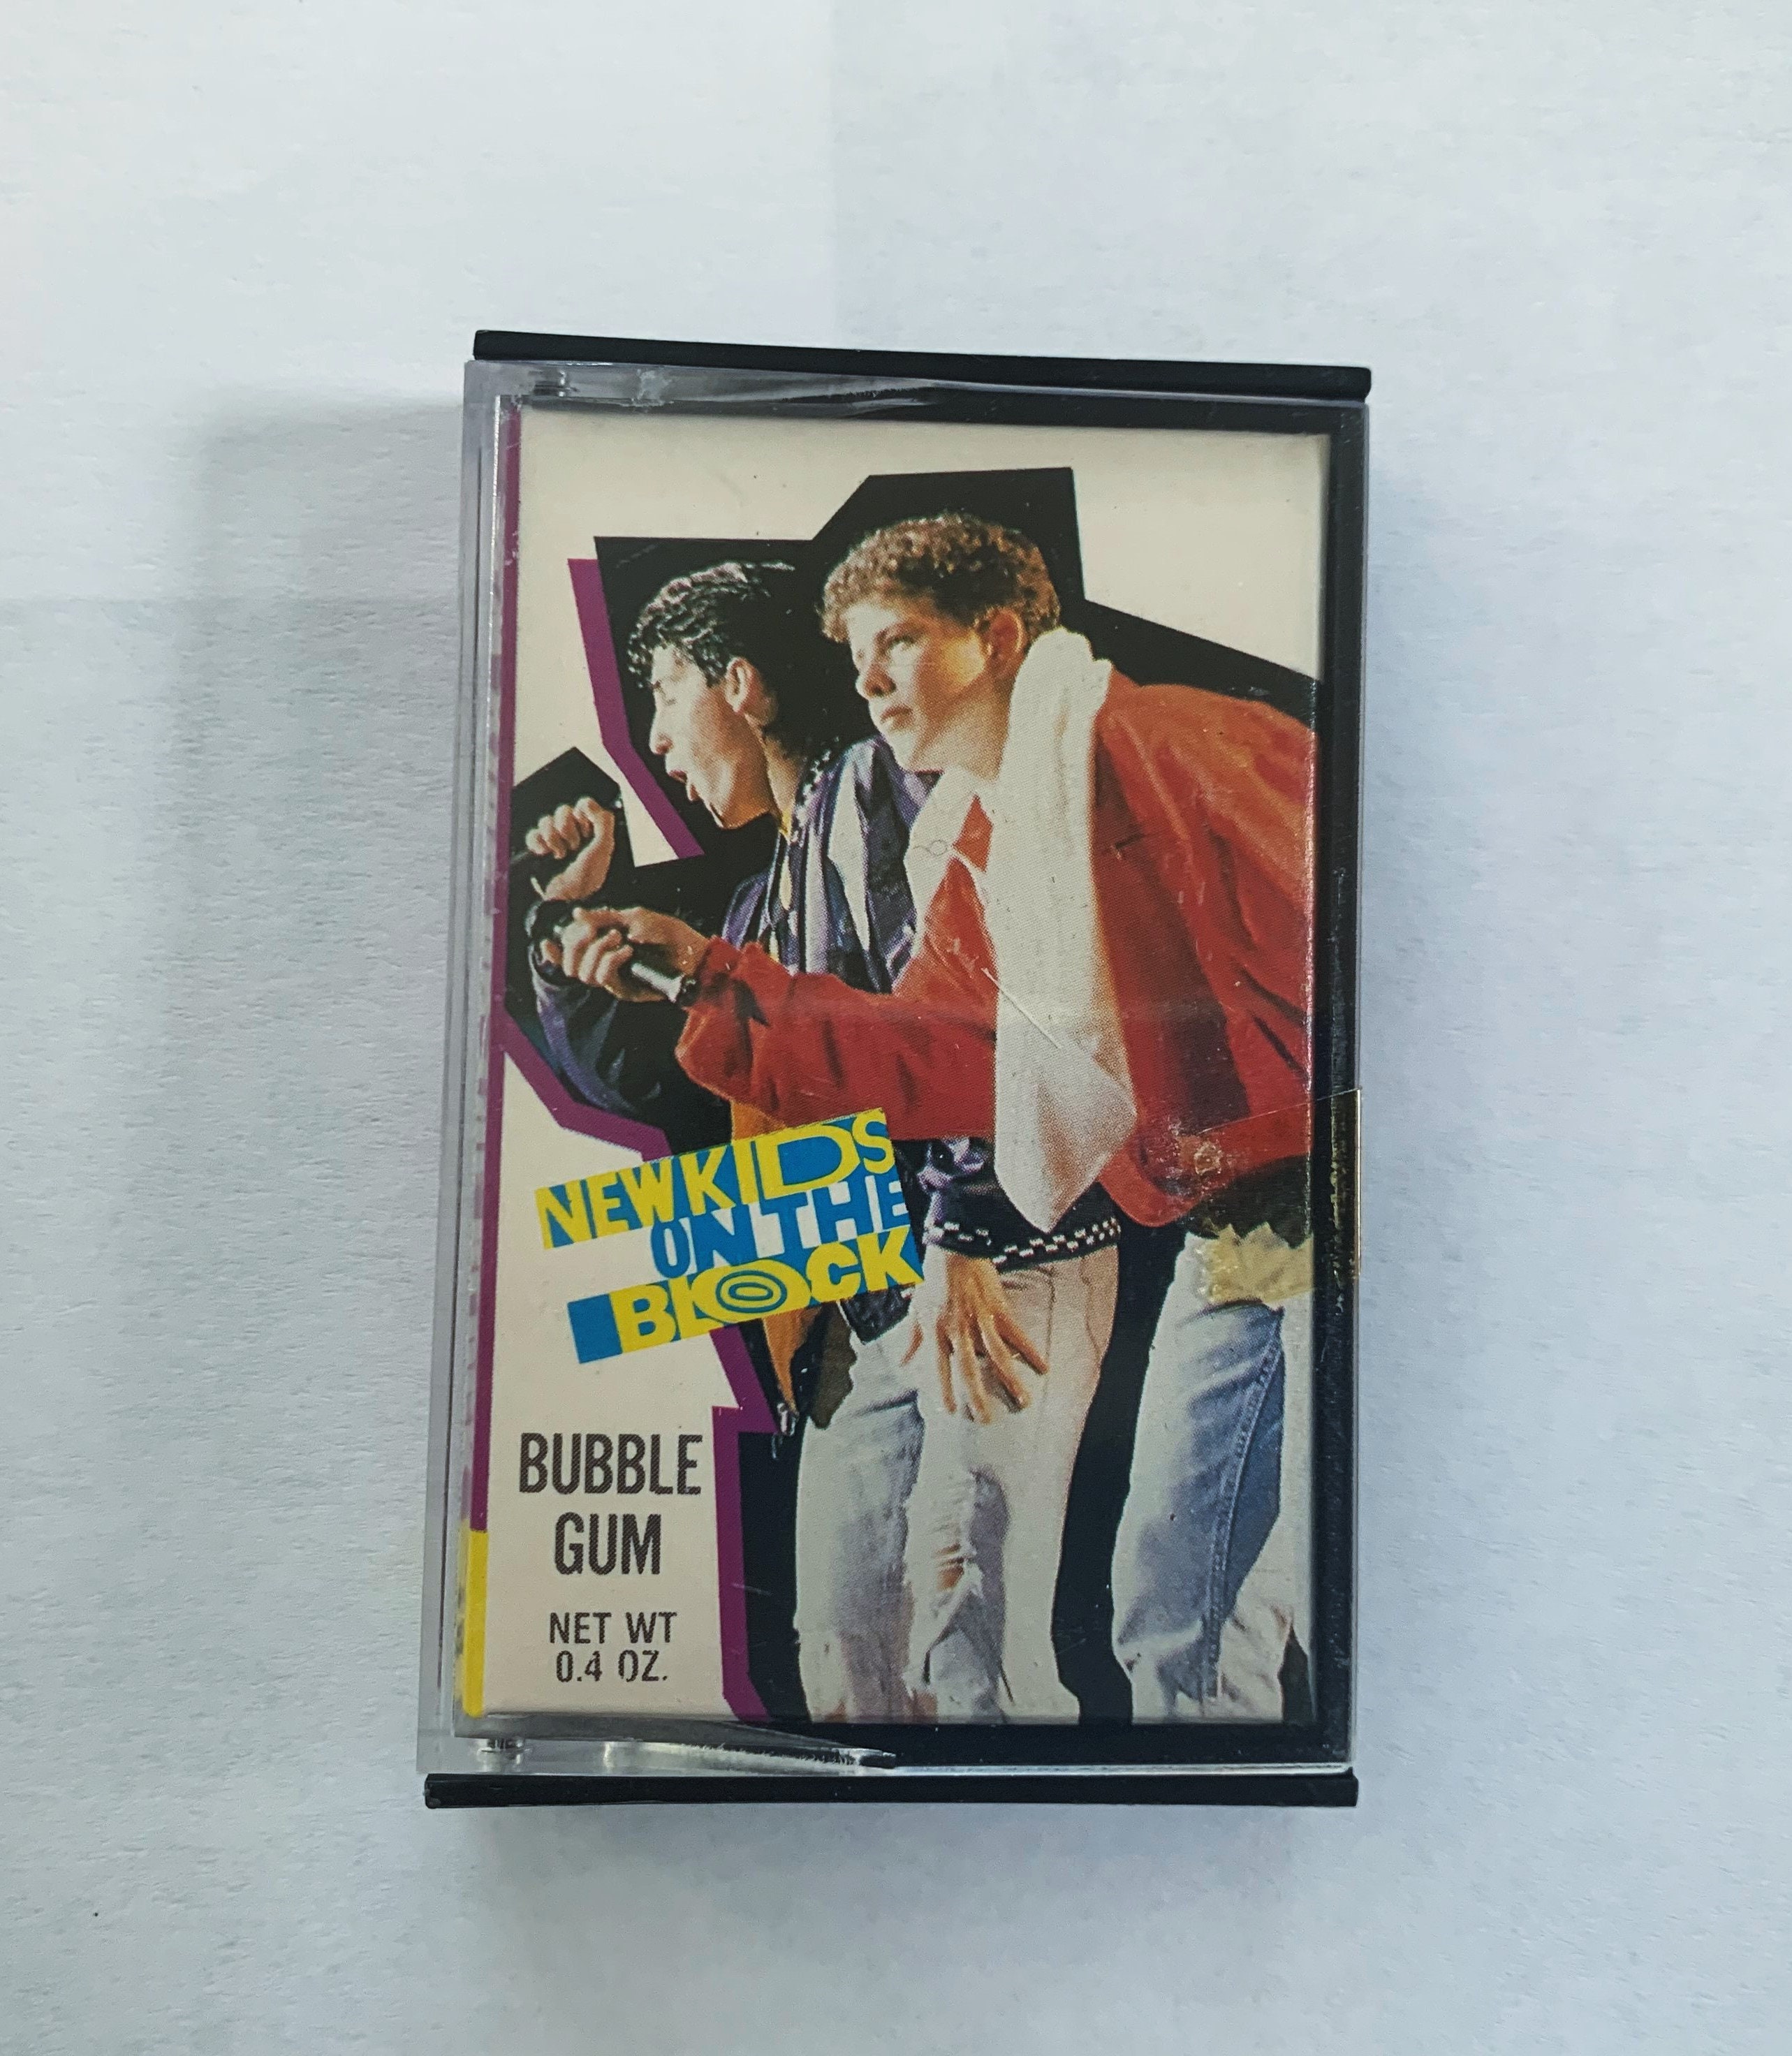 NEW KIDS
ON THE
BLOCK
BUBBLE
GUM
NET WT
0.4 OZ.